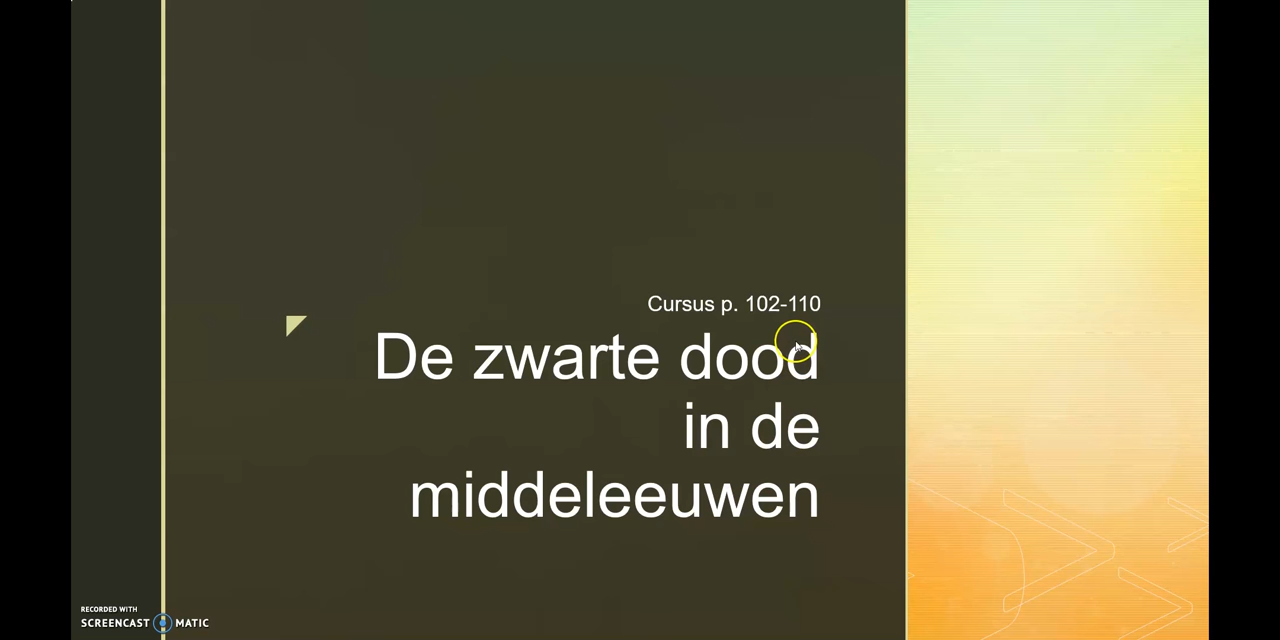 Cursus p. 102-110
De zwarte dood
in de
middeleeuwen
RECORDED WITH
SCREENCAST MATIC